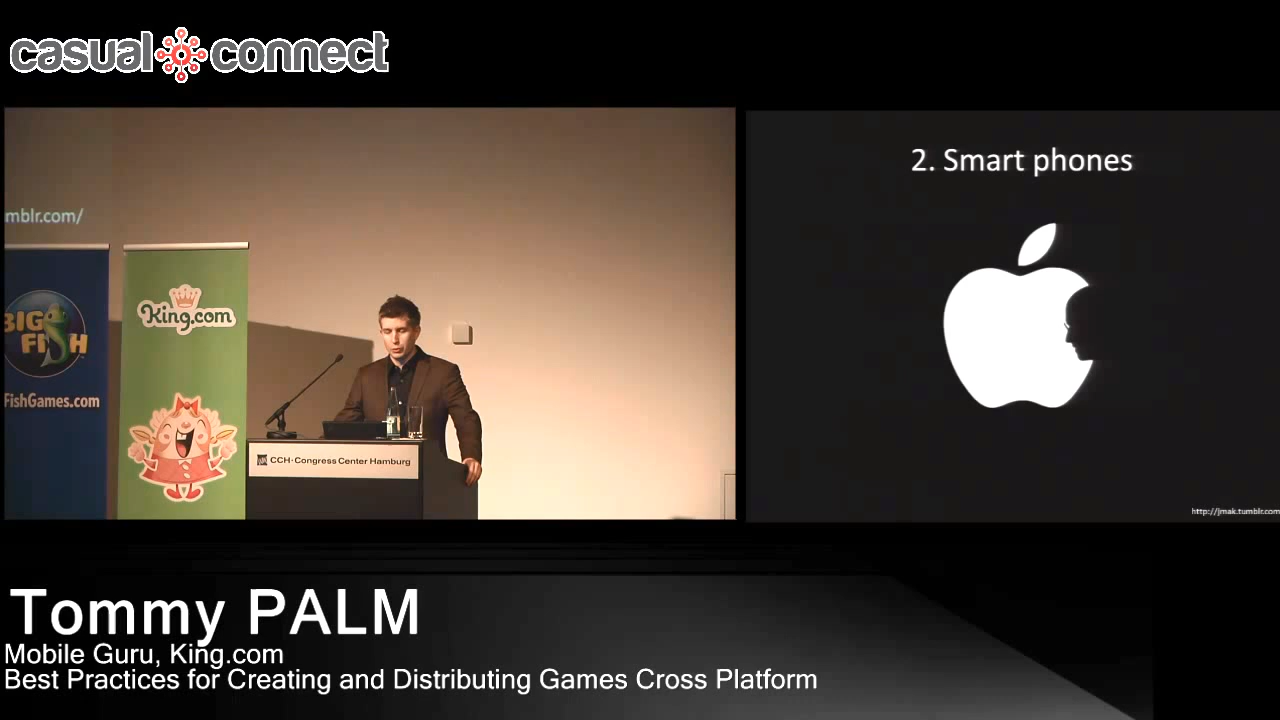 casual connect
mblr.com/
BIG
FISH
FishGames.com
King.com
CCH·Congress Center Hamburg
2. Smart phones
http://jmak.tumblr.com
Tommy PALM
Mobile Guru, King.com
Best Practices for Creating and Distributing Games Cross Platform